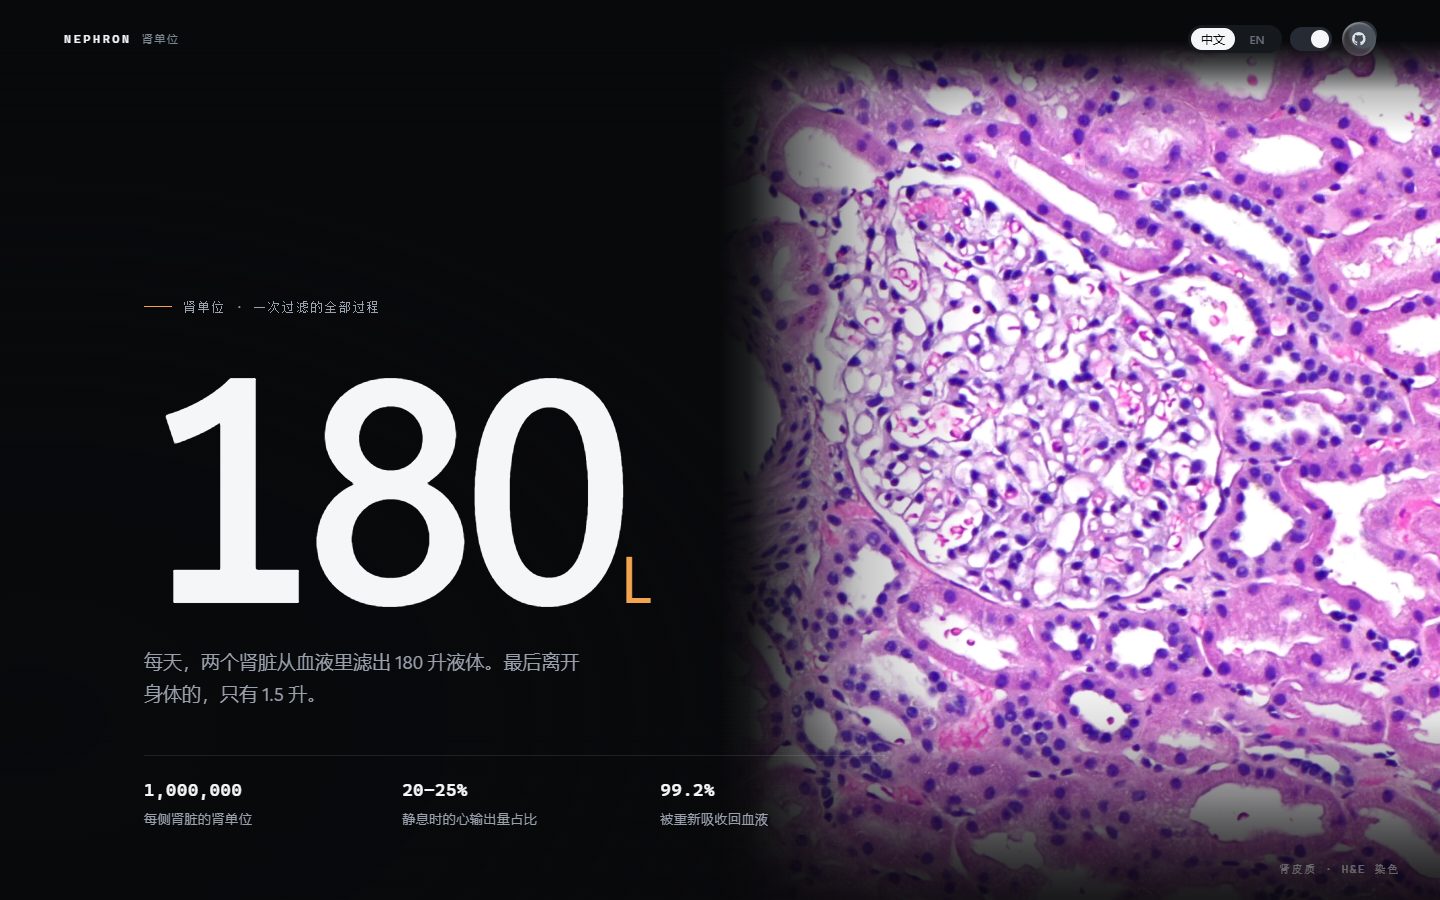 NEPHRON 肾单位
中文 EN
肾单位 · 一次过滤的全部过程
180L
每天，两个肾脏从血液里滤出 180 升液体。最后离开
身体的，只有 1.5 升。
1,000,000
每侧肾脏的肾单位
20–25%
静息时的心输出量占比
99.2%
被重新吸收回血液
肾皮质 · H&E 染色